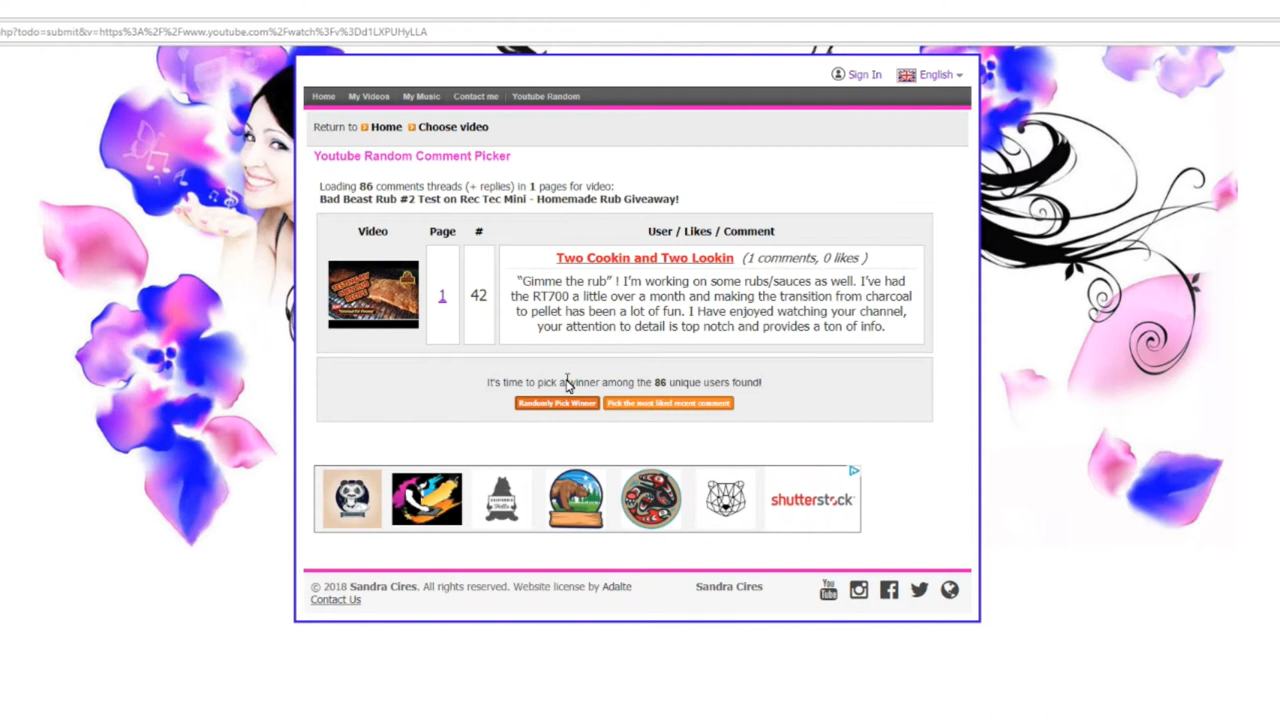 hp?todo=submit&v=https%3A%2F%2Fwww.youtube.com%2Fwatch%3Fv%3Dd1LXPUHyLLA
Sign In English
Home My Videos My Music Contact me Youtube Random
Return to Home Choose video
Youtube Random Comment Picker
Loading 86 comments threads (+ replies) in 1 pages for video:
Bad Beast Rub #2 Test on Rec Tec Mini - Homemade Rub Giveaway!
Video Page # User / Likes / Comment
Two Cookin and Two Lookin (1 comments, 0 likes )
1 42
“Gimme the rub” ! I’m working on some rubs/sauces as well. I’ve had
the RT700 a little over a month and making the transition from charcoal
to pellet has been a lot of fun. I Have enjoyed watching your channel,
your attention to detail is top notch and provides a ton of info.
It's time to pick a winner among the 86 unique users found!
Randomly Pick Winner Pick the most liked recent comment
shutterstock
© 2018 Sandra Cires. All rights reserved. Website license by Adalte Sandra Cires
You Tube
Contact Us